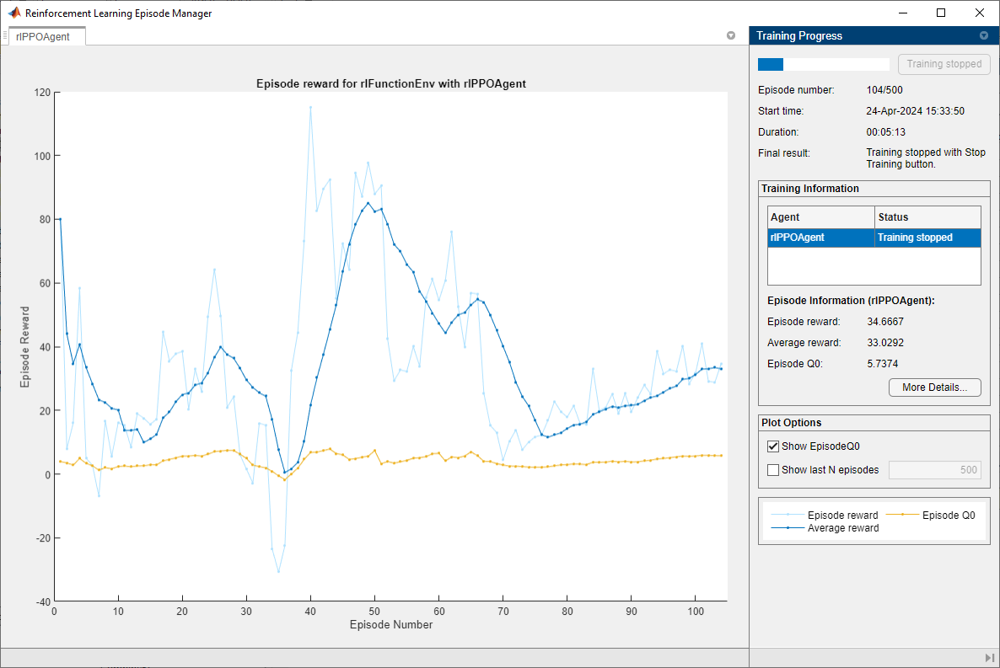 Reinforcement Learning Episode Manager
rlPPOAgent
Episode reward for rlFunctionEnv with rlPPOAgent
120
100
80
60
40
20
0
-20
-40
Episode Reward
0 10 20 30 40 50 60 70 80 90 100
Episode Number
Training Progress
Training stopped
Episode number: 104/500
Start time: 24-Apr-2024 15:33:50
Duration: 00:05:13
Final result: Training stopped with Stop
Training button.
Training Information
Agent Status
rlPPOAgent Training stopped
Episode Information (rlPPOAgent):
Episode reward: 34.6667
Average reward: 33.0292
Episode Q0: 5.7374
More Details...
Plot Options
Show EpisodeQ0
Show last N episodes 500
Episode reward Episode Q0
Average reward